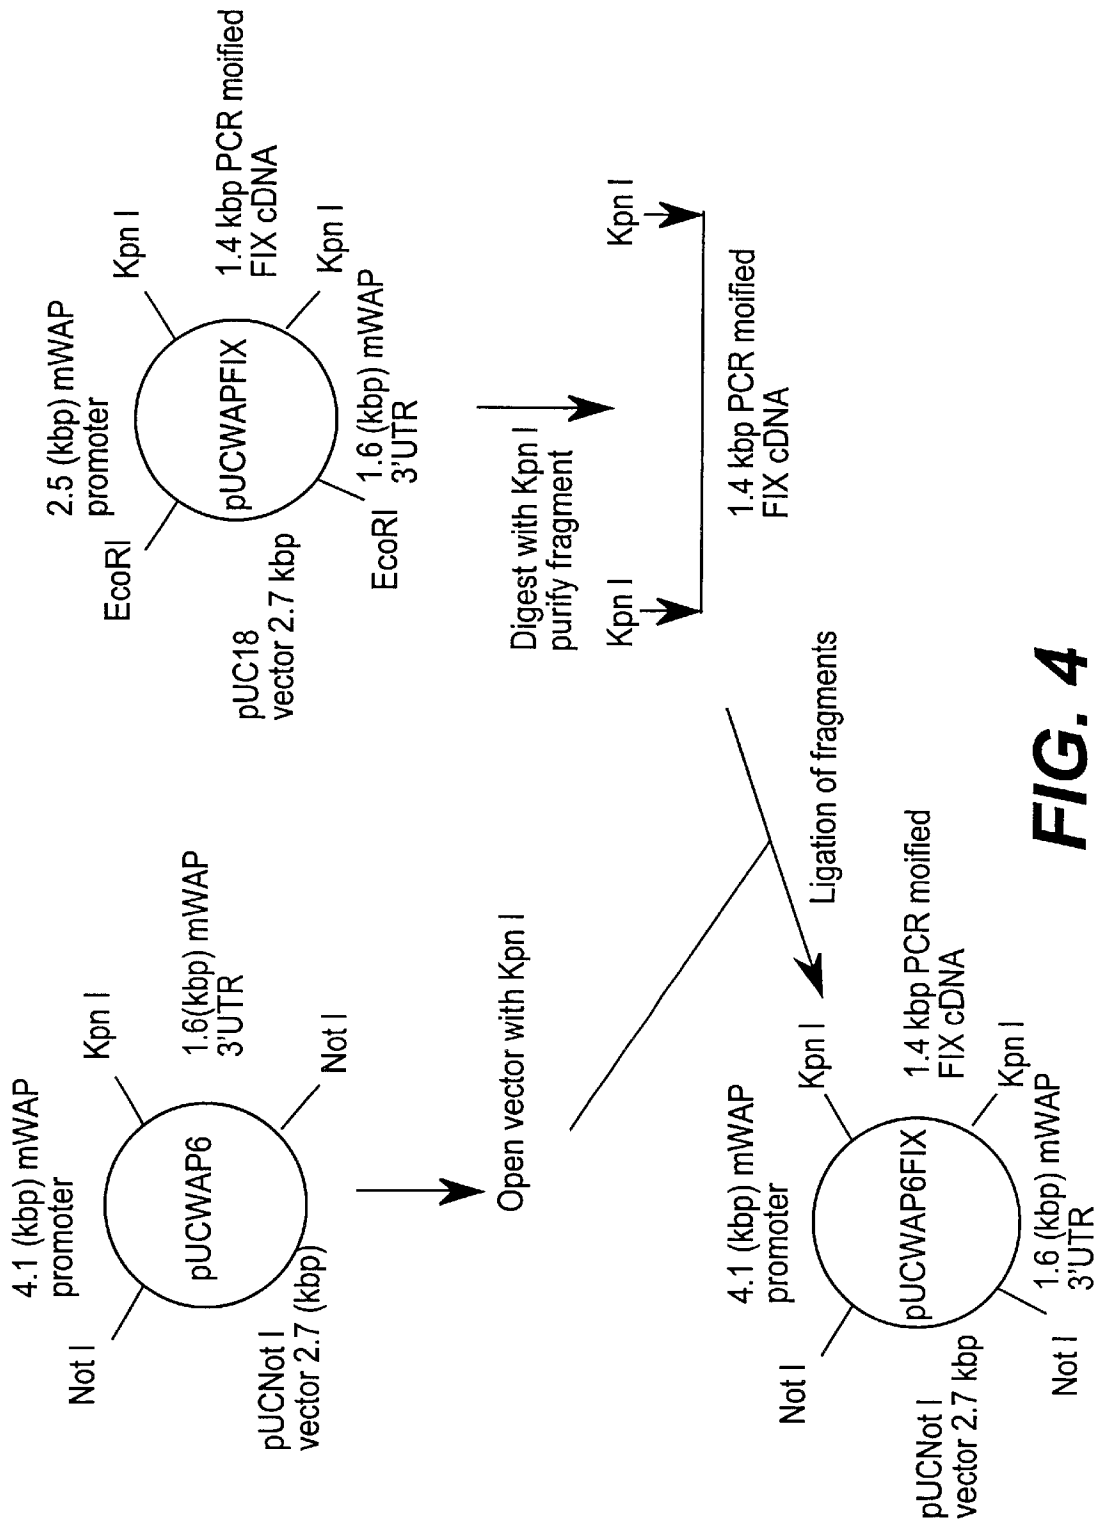 4.1 (kbp) mWAP
promoter
Not I
Kpn I
pUCWAP6
1.6(kbp) mWAP
3'UTR
Not I
pUCNot I
vector 2.7 (kbp)
Open vector with Kpn I
2.5 (kbp) mWAP
promoter
EcoRI
Kpn I
pUCWAPFIX
1.4 kbp PCR moified
FIX cDNA
Kpn I
pUC18
vector 2.7 kbp
1.6 (kbp) mWAP
3'UTR
EcoRI
Digest with Kpn I
purify fragment
Kpn I
Kpn I
1.4 kbp PCR moified
FIX cDNA
Ligation of fragments
4.1 (kbp) mWAP
promoter
Not I
Kpn I
pUCWAP6FIX
1.4 kbp PCR moified
FIX cDNA
Kpn I
pUCNot I
vector 2.7 kbp
1.6 (kbp) mWAP
3'UTR
Not I
FIG. 4